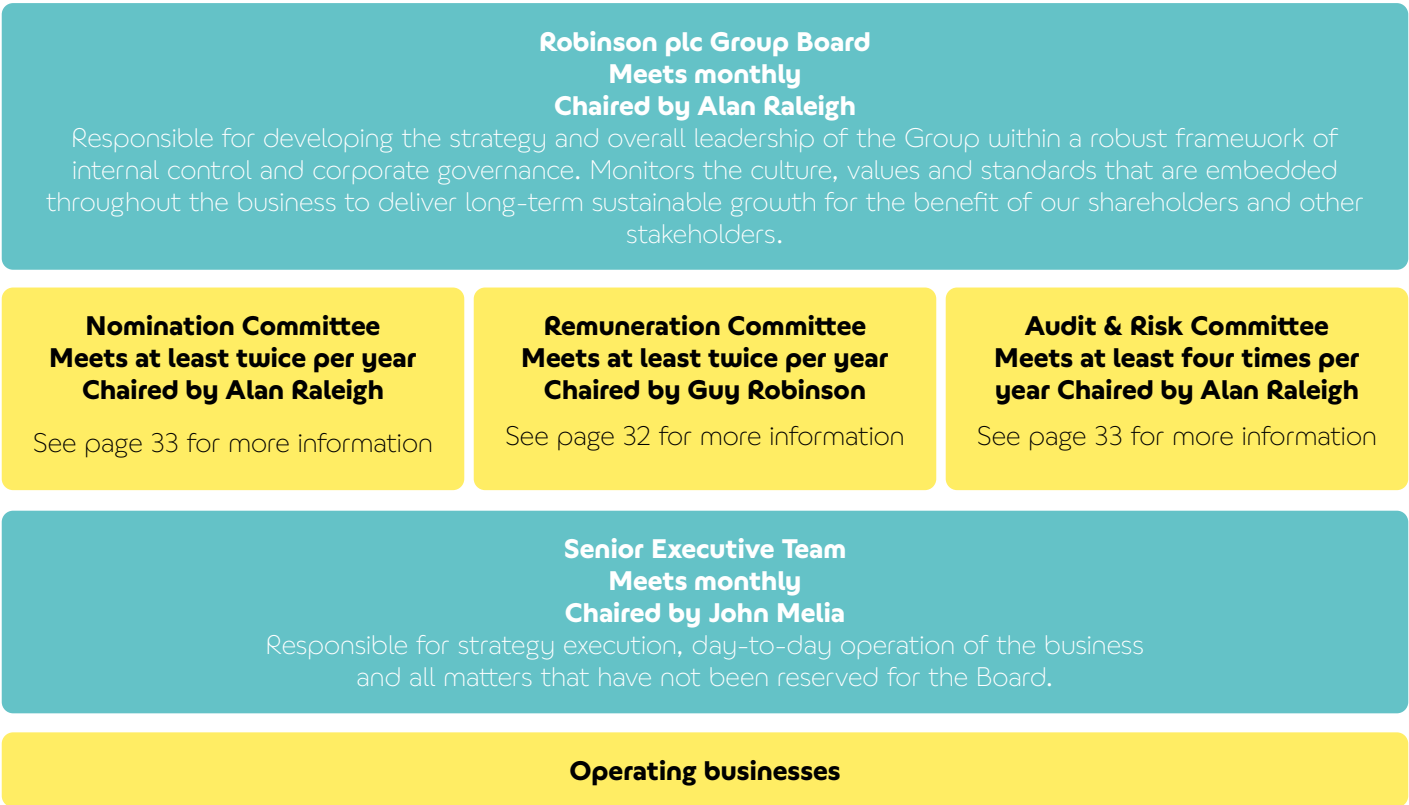 Robinson plc Group Board
Meets monthly
Chaired by Alan Raleigh
Responsible for developing the strategy and overall leadership of the Group within a robust framework of
internal control and corporate governance. Monitors the culture, values and standards that are embedded
throughout the business to deliver long-term sustainable growth for the benefit of our shareholders and other
stakeholders.
Nomination Committee
Meets at least twice per year
Chaired by Alan Raleigh
See page 33 for more information
Remuneration Committee
Meets at least twice per year
Chaired by Guy Robinson
See page 32 for more information
Audit & Risk Committee
Meets at least four times per
year Chaired by Alan Raleigh
See page 33 for more information
Senior Executive Team
Meets monthly
Chaired by John Melia
Responsible for strategy execution, day-to-day operation of the business
and all matters that have not been reserved for the Board.
Operating businesses